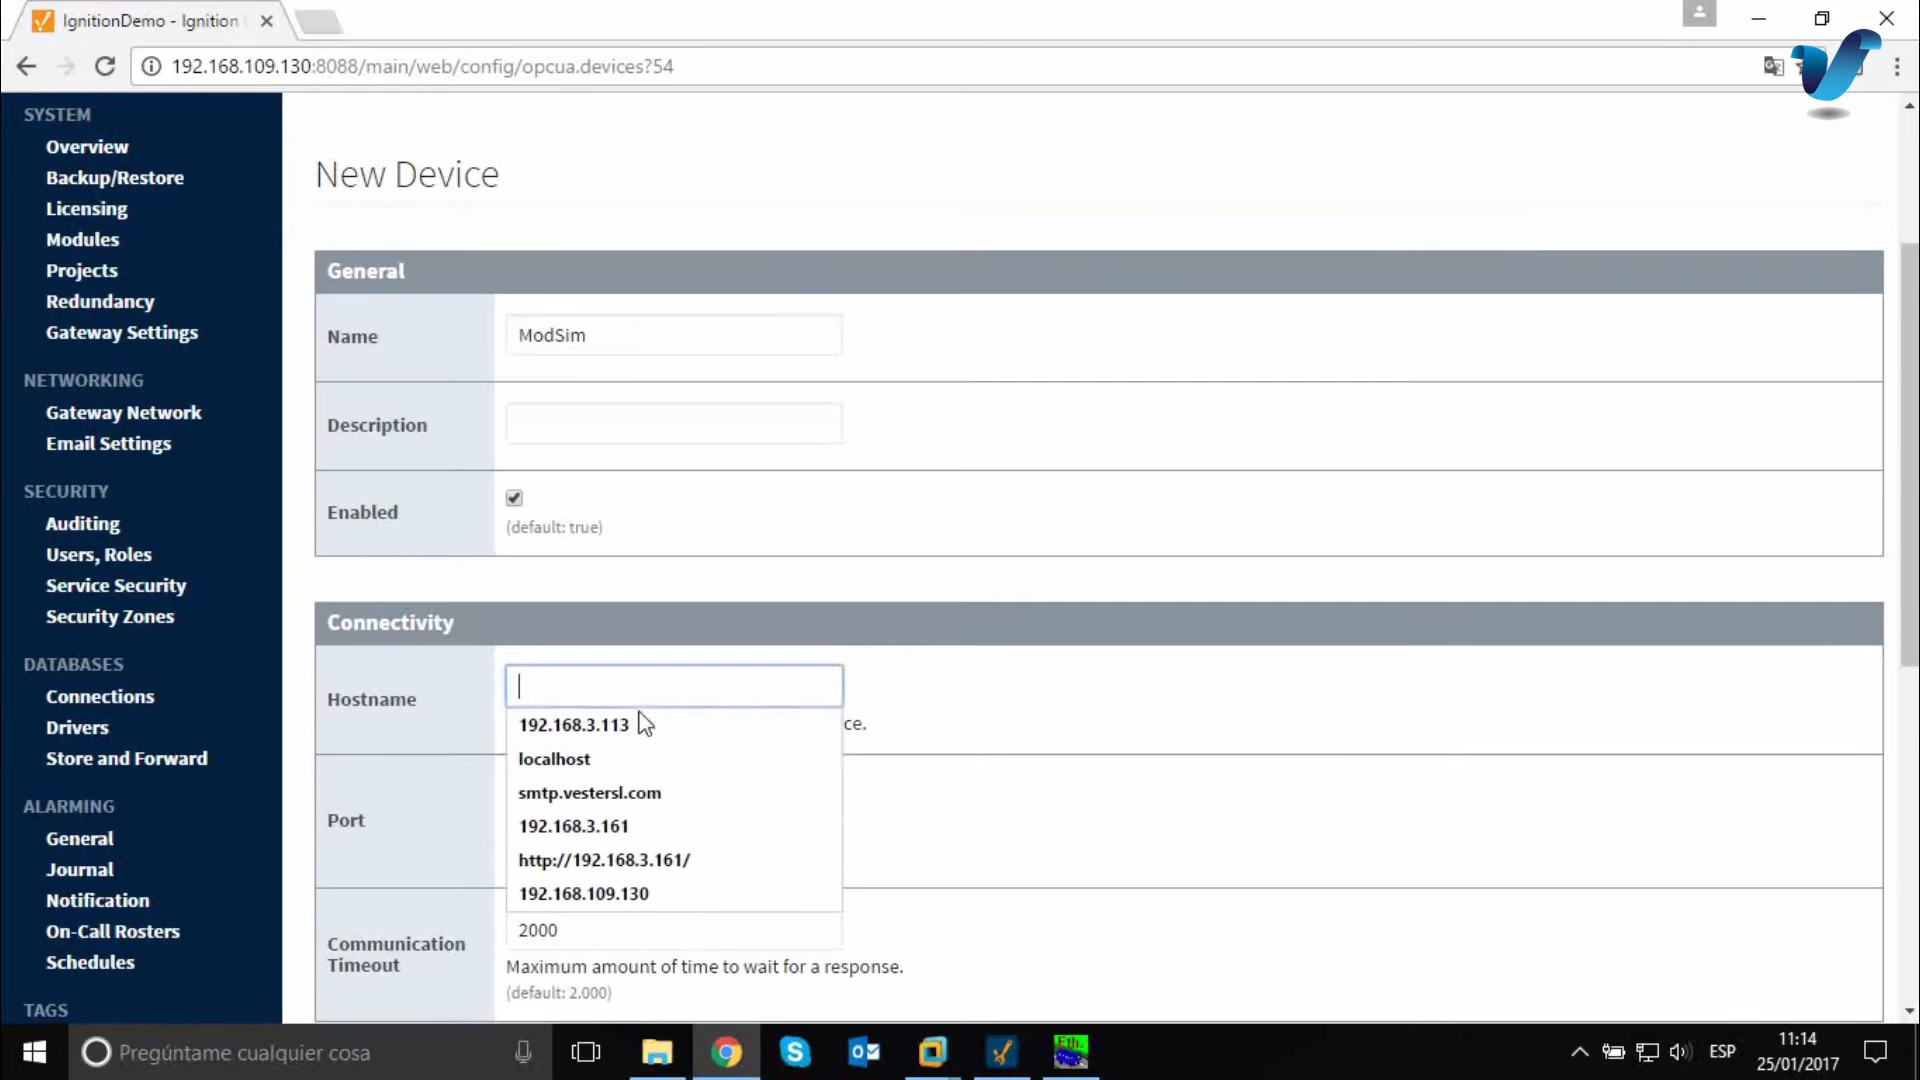 IgnitionDemo - Ignition
192.168.109.130:8088/main/web/config/opcua.devices?54
SYSTEM
Overview
Backup/Restore
Licensing
Modules
Projects
Redundancy
Gateway Settings
NETWORKING
Gateway Network
Email Settings
SECURITY
Auditing
Users, Roles
Service Security
Security Zones
DATABASES
Connections
Drivers
Store and Forward
ALARMING
General
Journal
Notification
On-Call Rosters
Schedules
TAGS
New Device
General
Name
ModSim
Description
Enabled
(default: true)
Connectivity
Hostname
192.168.3.113
ce.
localhost
smtp.vestersl.com
192.168.3.161
http://192.168.3.161/
192.168.109.130
Port
Communication Timeout
2000
Maximum amount of time to wait for a response.
(default: 2.000)
Pregúntame cualquier cosa
Eth.
ESP
11:14
25/01/2017